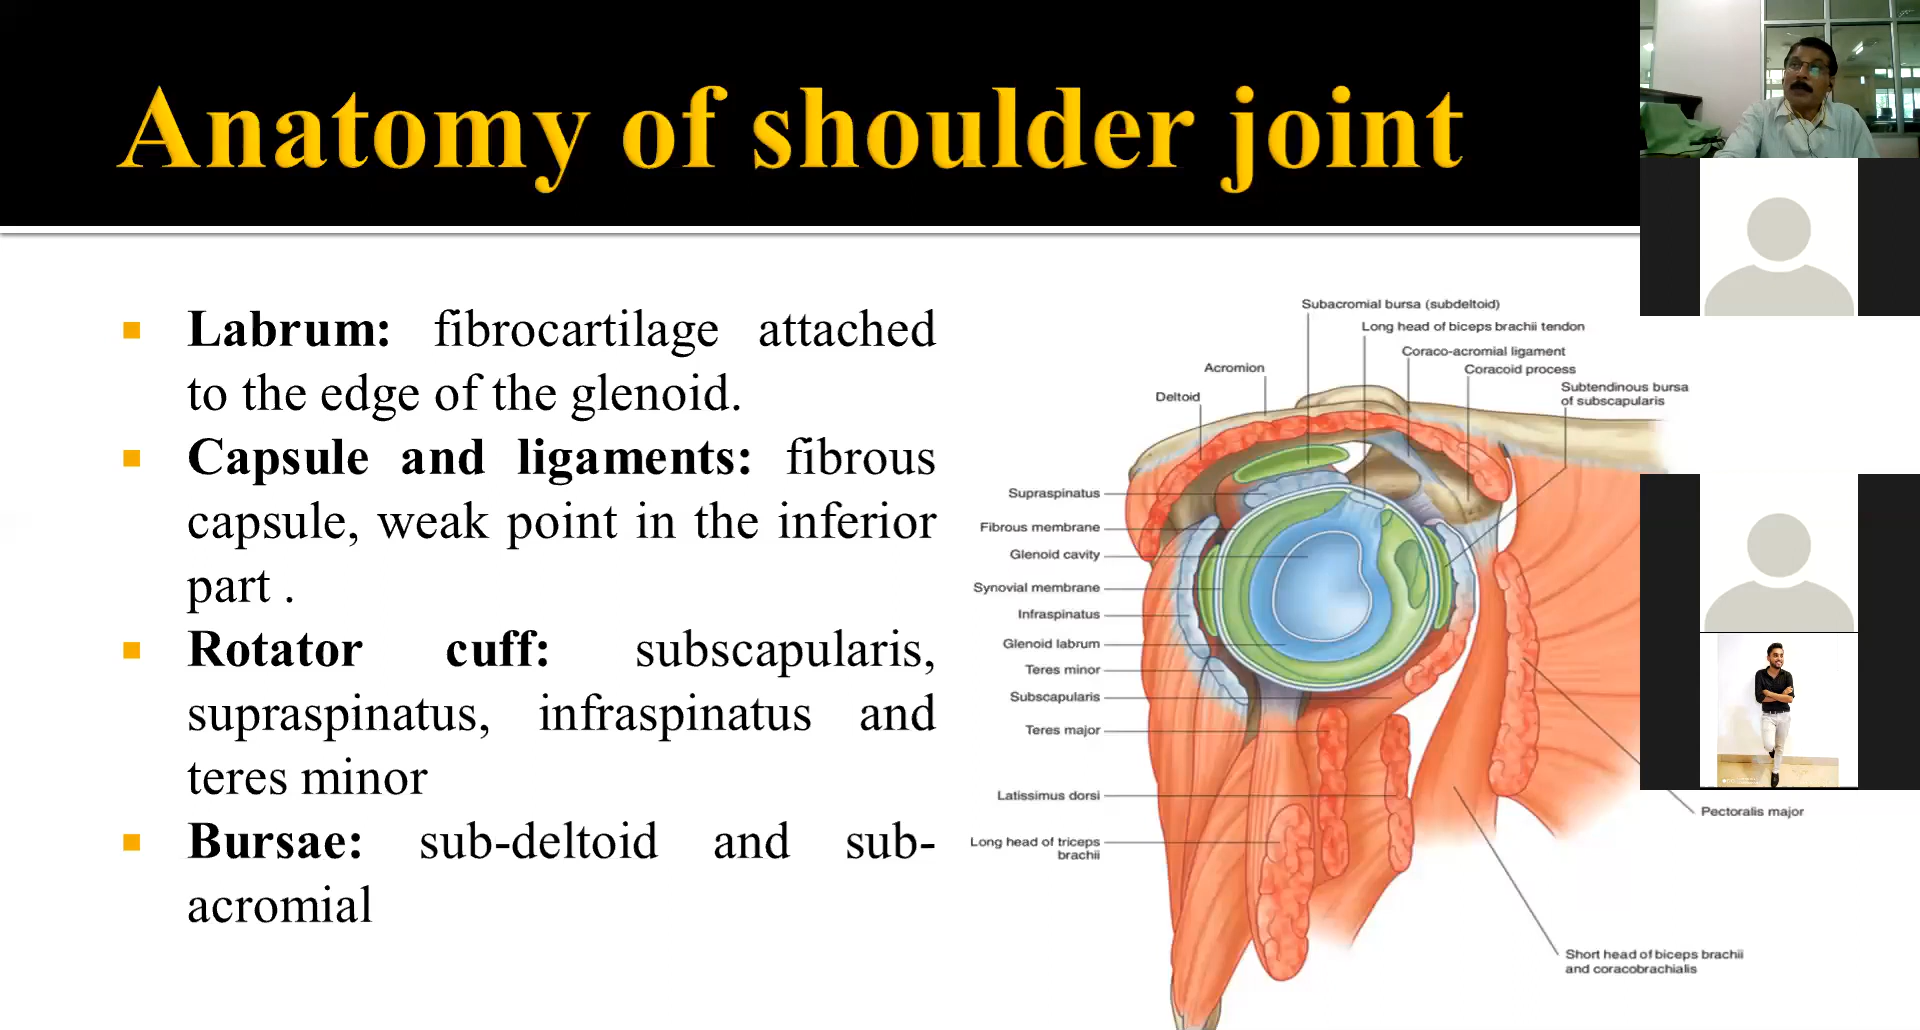 Anatomy of shoulder joint
Labrum: fibrocartilage attached
to the edge of the glenoid.
Capsule and ligaments: fibrous
capsule, weak point in the inferior
part .
Rotator cuff: subscapularis,
supraspinatus, infraspinatus and
teres minor
Bursae: sub-deltoid and sub-
acromial
Subacromial bursa (subdeltoid)
Long head of biceps brachii tendon
Coraco-acromial ligament
Acromion
Coracoid process
Deltoid
Subtendinous bursa
of subscapularis
Supraspinatus
Fibrous membrane
Glenoid cavity
Synovial membrane
Infraspinatus
Glenoid labrum
Teres minor
Subscapularis
Teres major
Latissimus dorsi
Long head of triceps
brachii
Pectoralis major
Short head of biceps brachii
and coracobrachialis